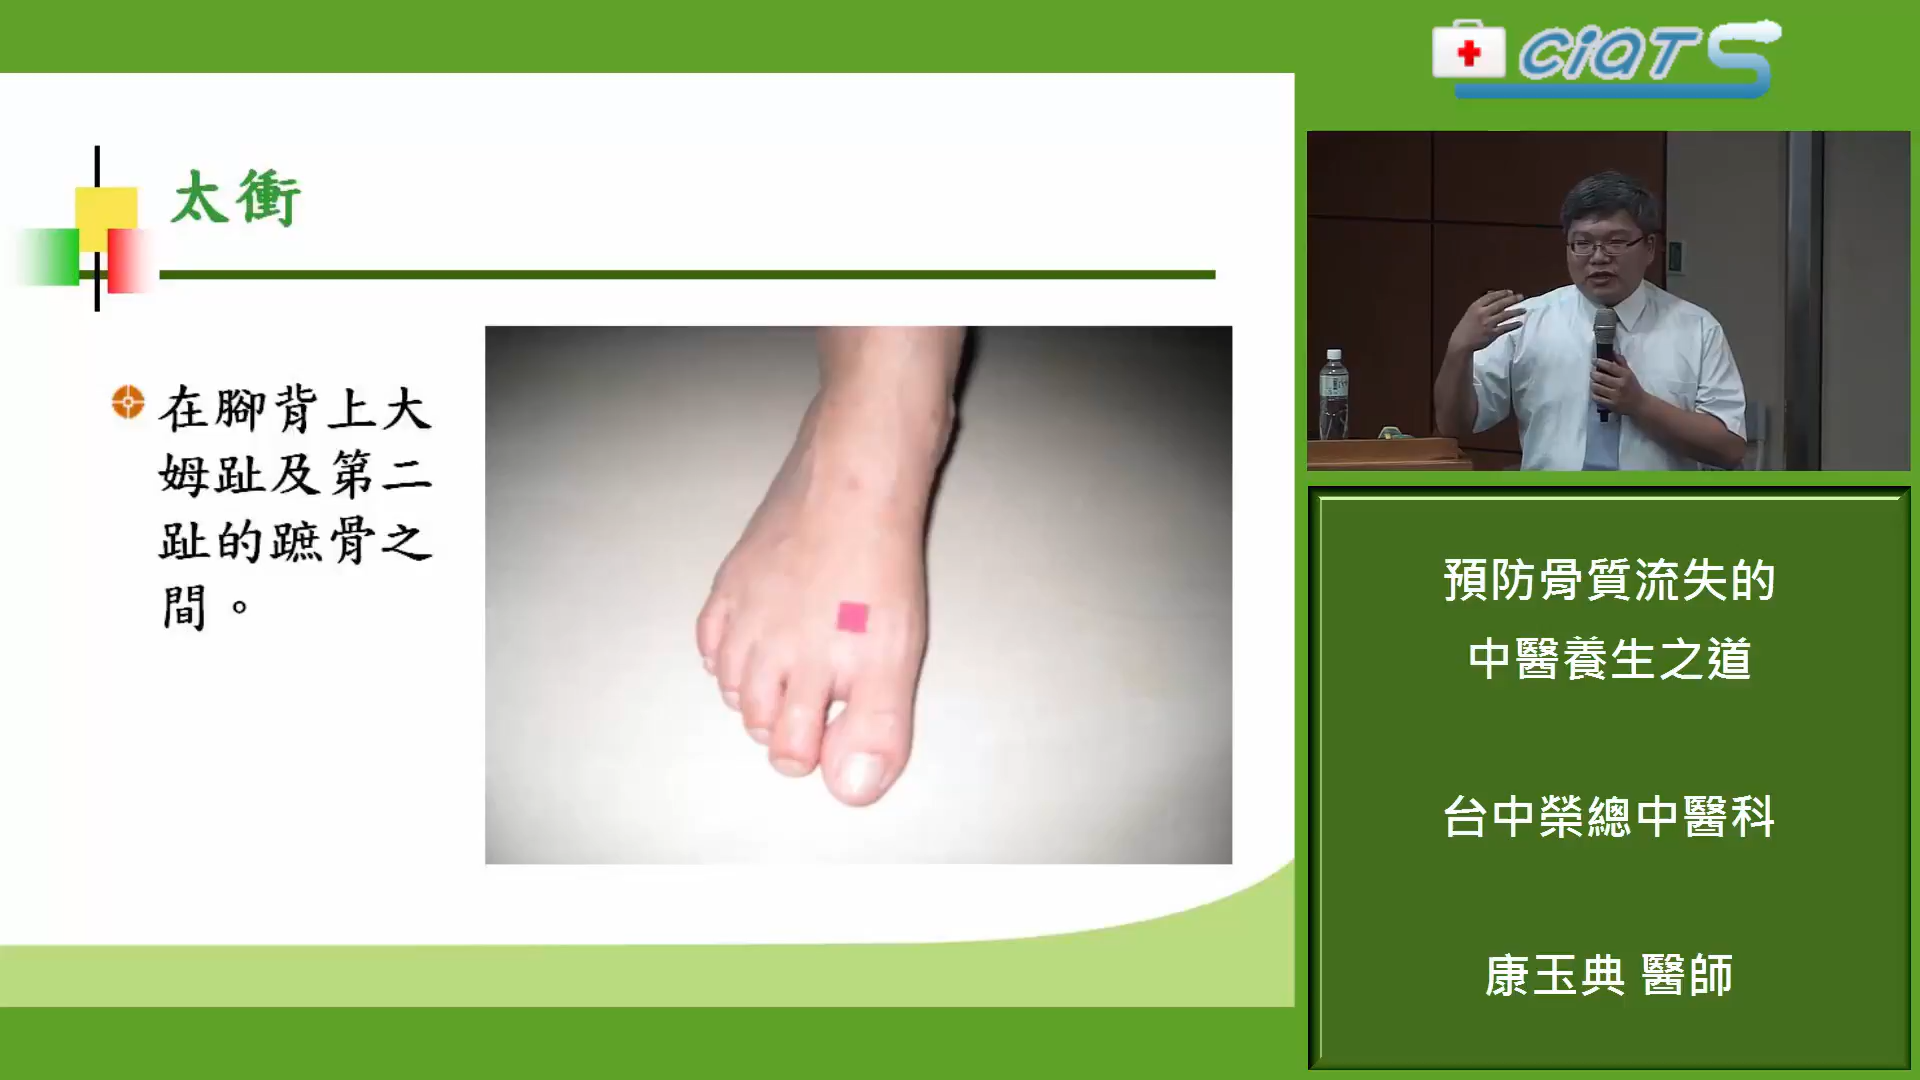 太衝
在腳背上大
姆趾及第二
趾的蹠骨之
間。
CiQTS
預防骨質流失的
中醫養生之道
台中榮總中醫科
康玉典 醫師